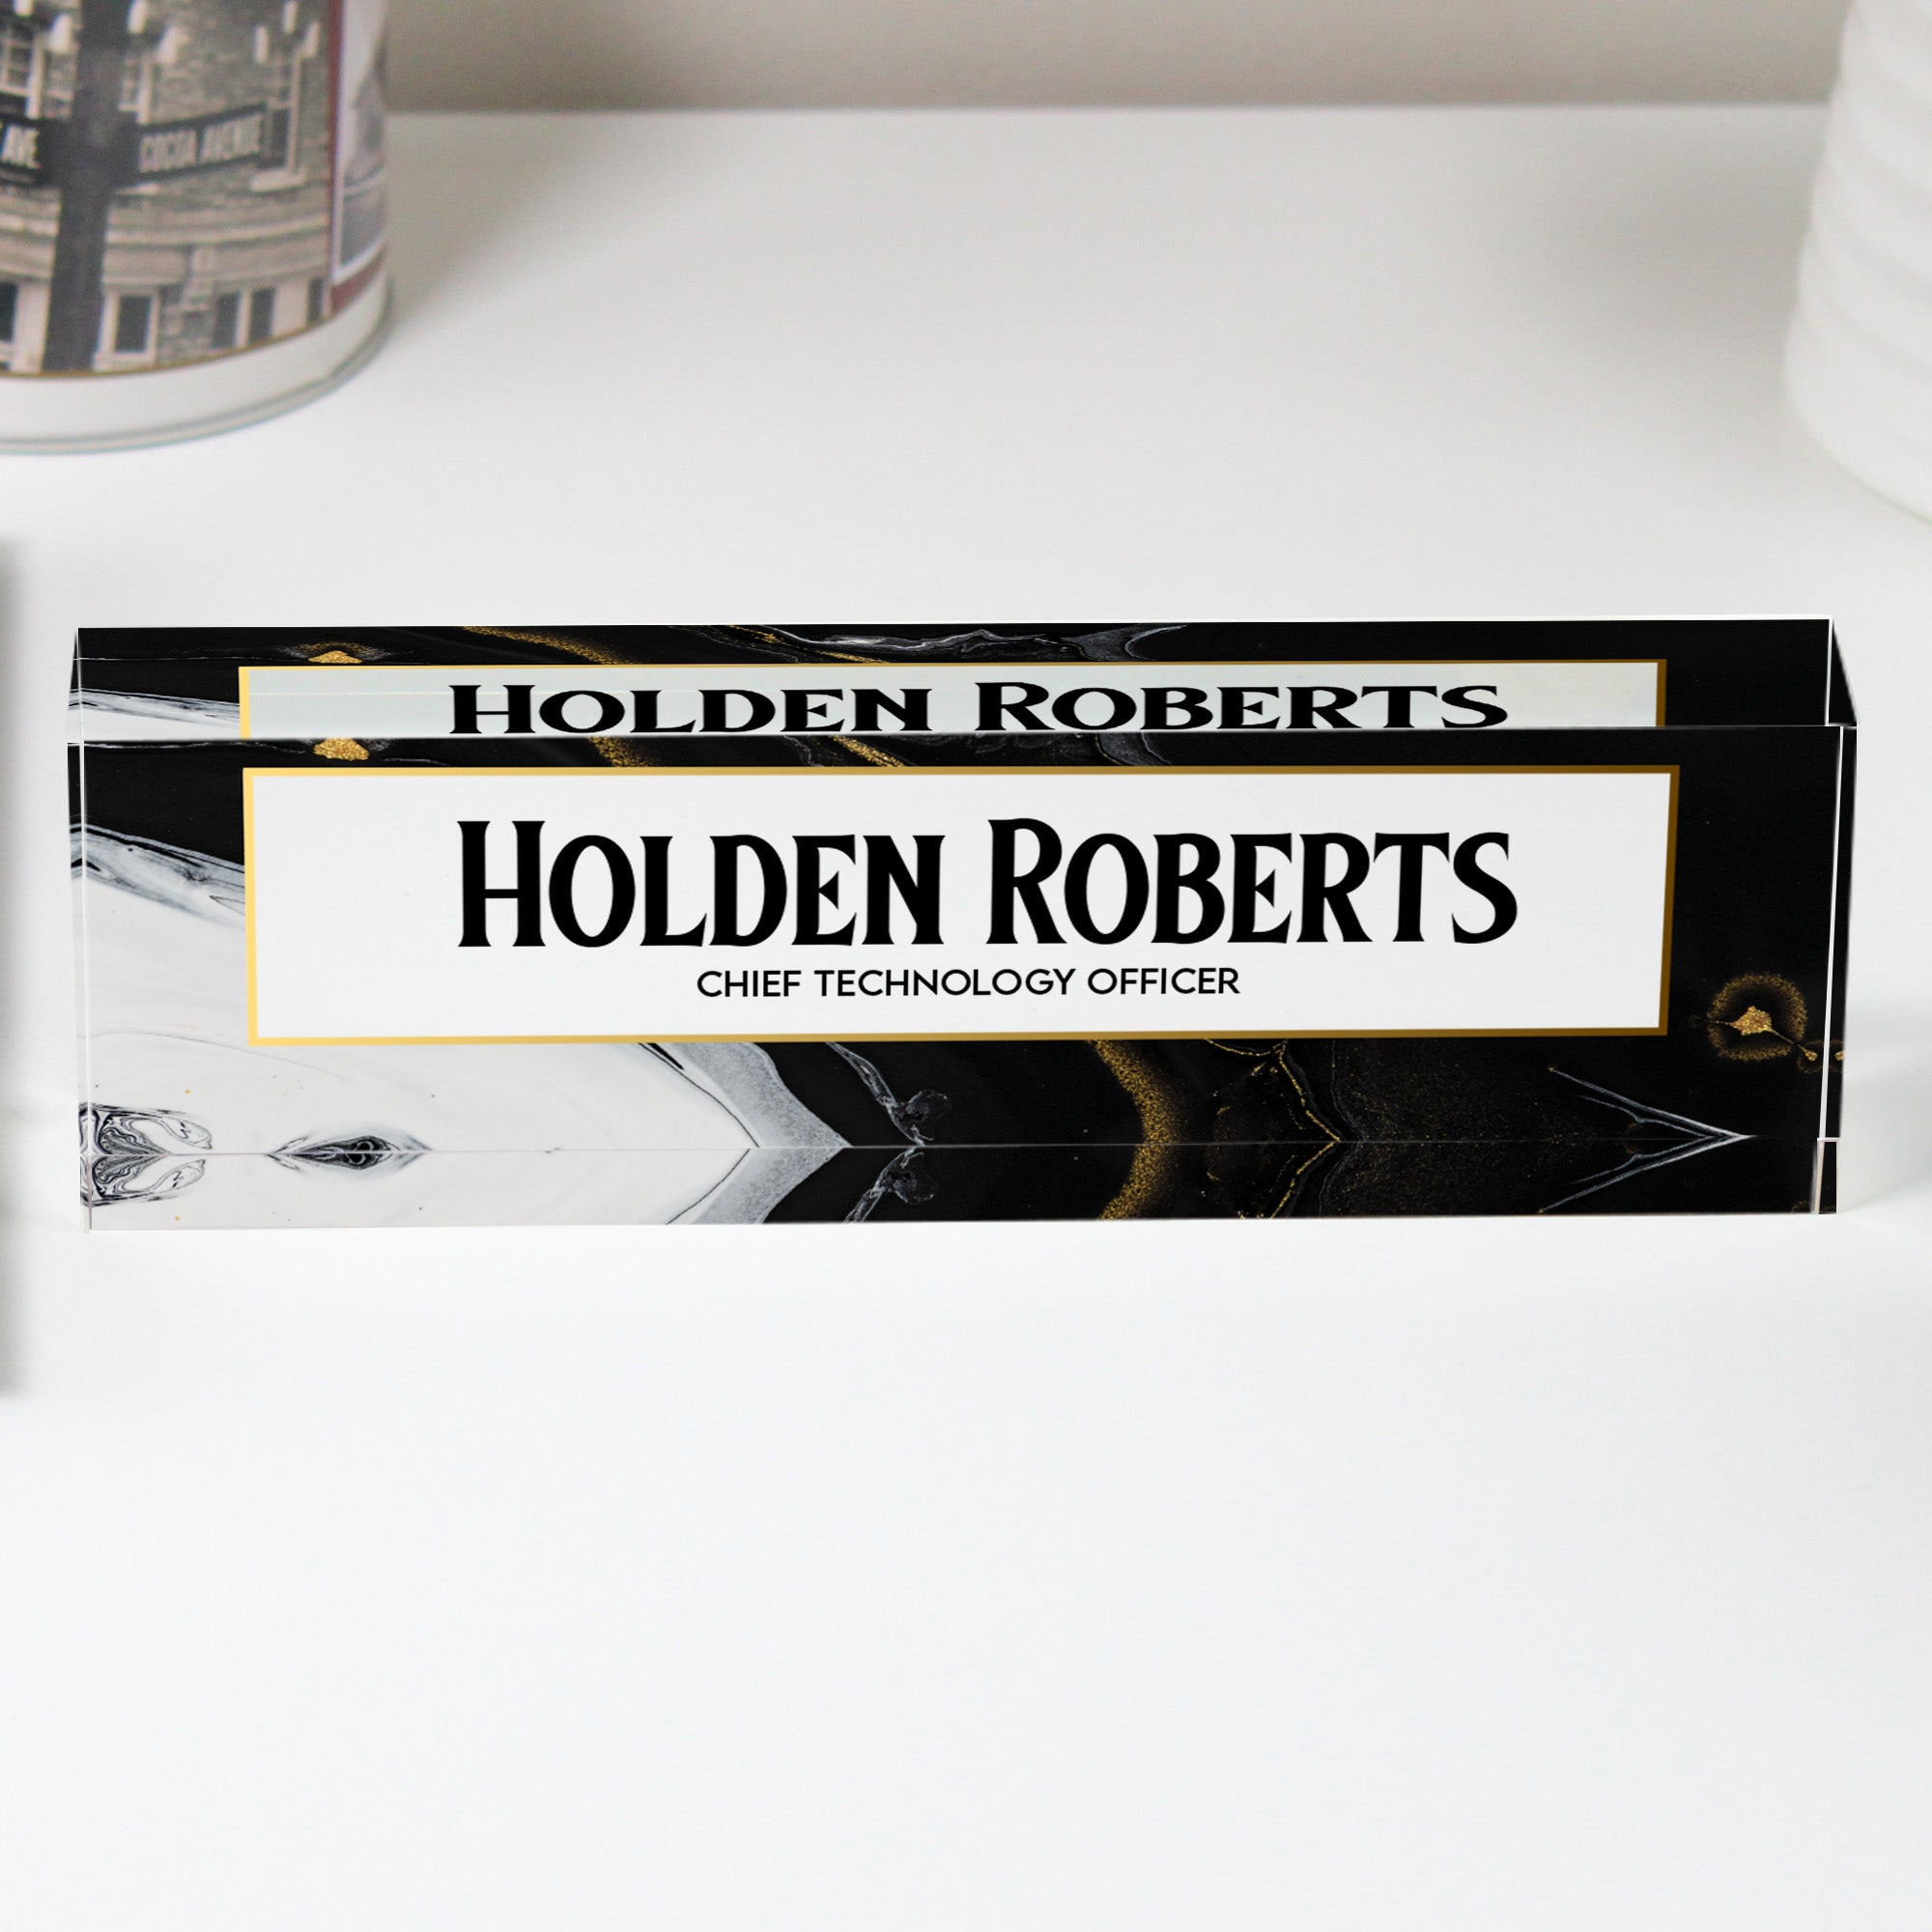 AVE.
COCOA AVENUE
HOLDEN ROBERTS
HOLDEN ROBERTS
CHIEF TECHNOLOGY OFFICER